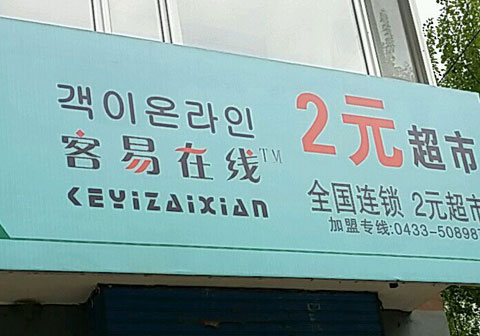 객이온라인
客易在线™
KEYIZAIXIAN
2元超市
全国连锁 2元超市
加盟专线:0433-508987